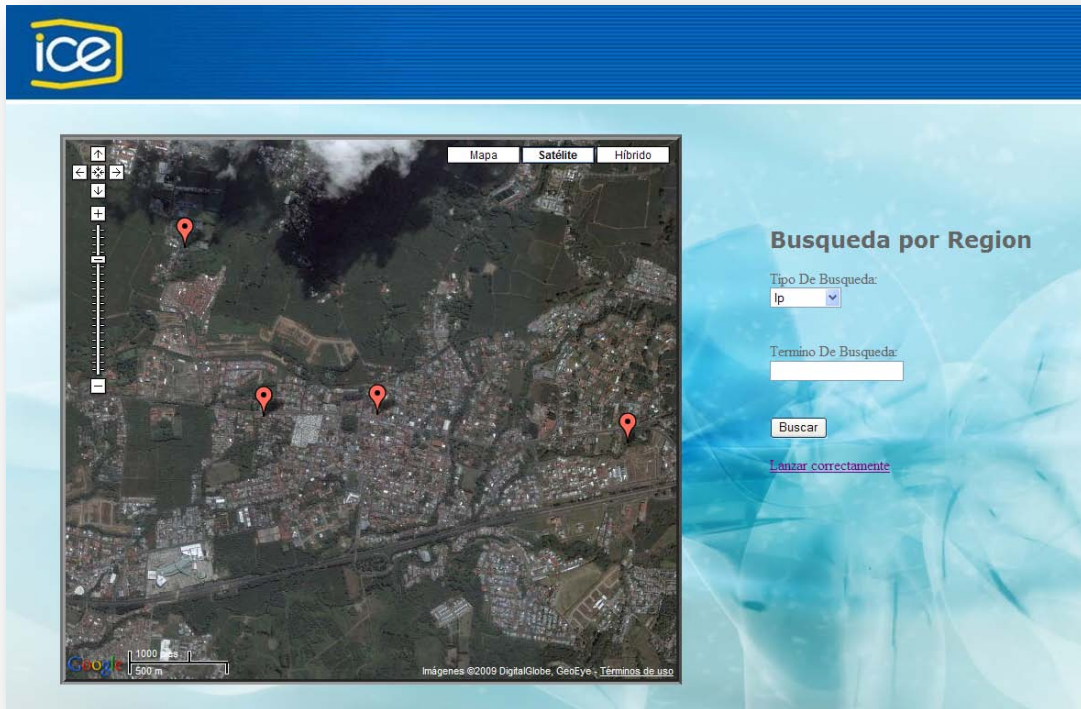 ice
Mapa
Satélite
Híbrido
Busqueda por Region
Tipo De Busqueda:
Ip
Termino De Busqueda:
Buscar
Lanzar correctamente
1000 pies
500 m
Google
Imágenes ©2009 DigitalGlobe, GeoEye - Términos de uso